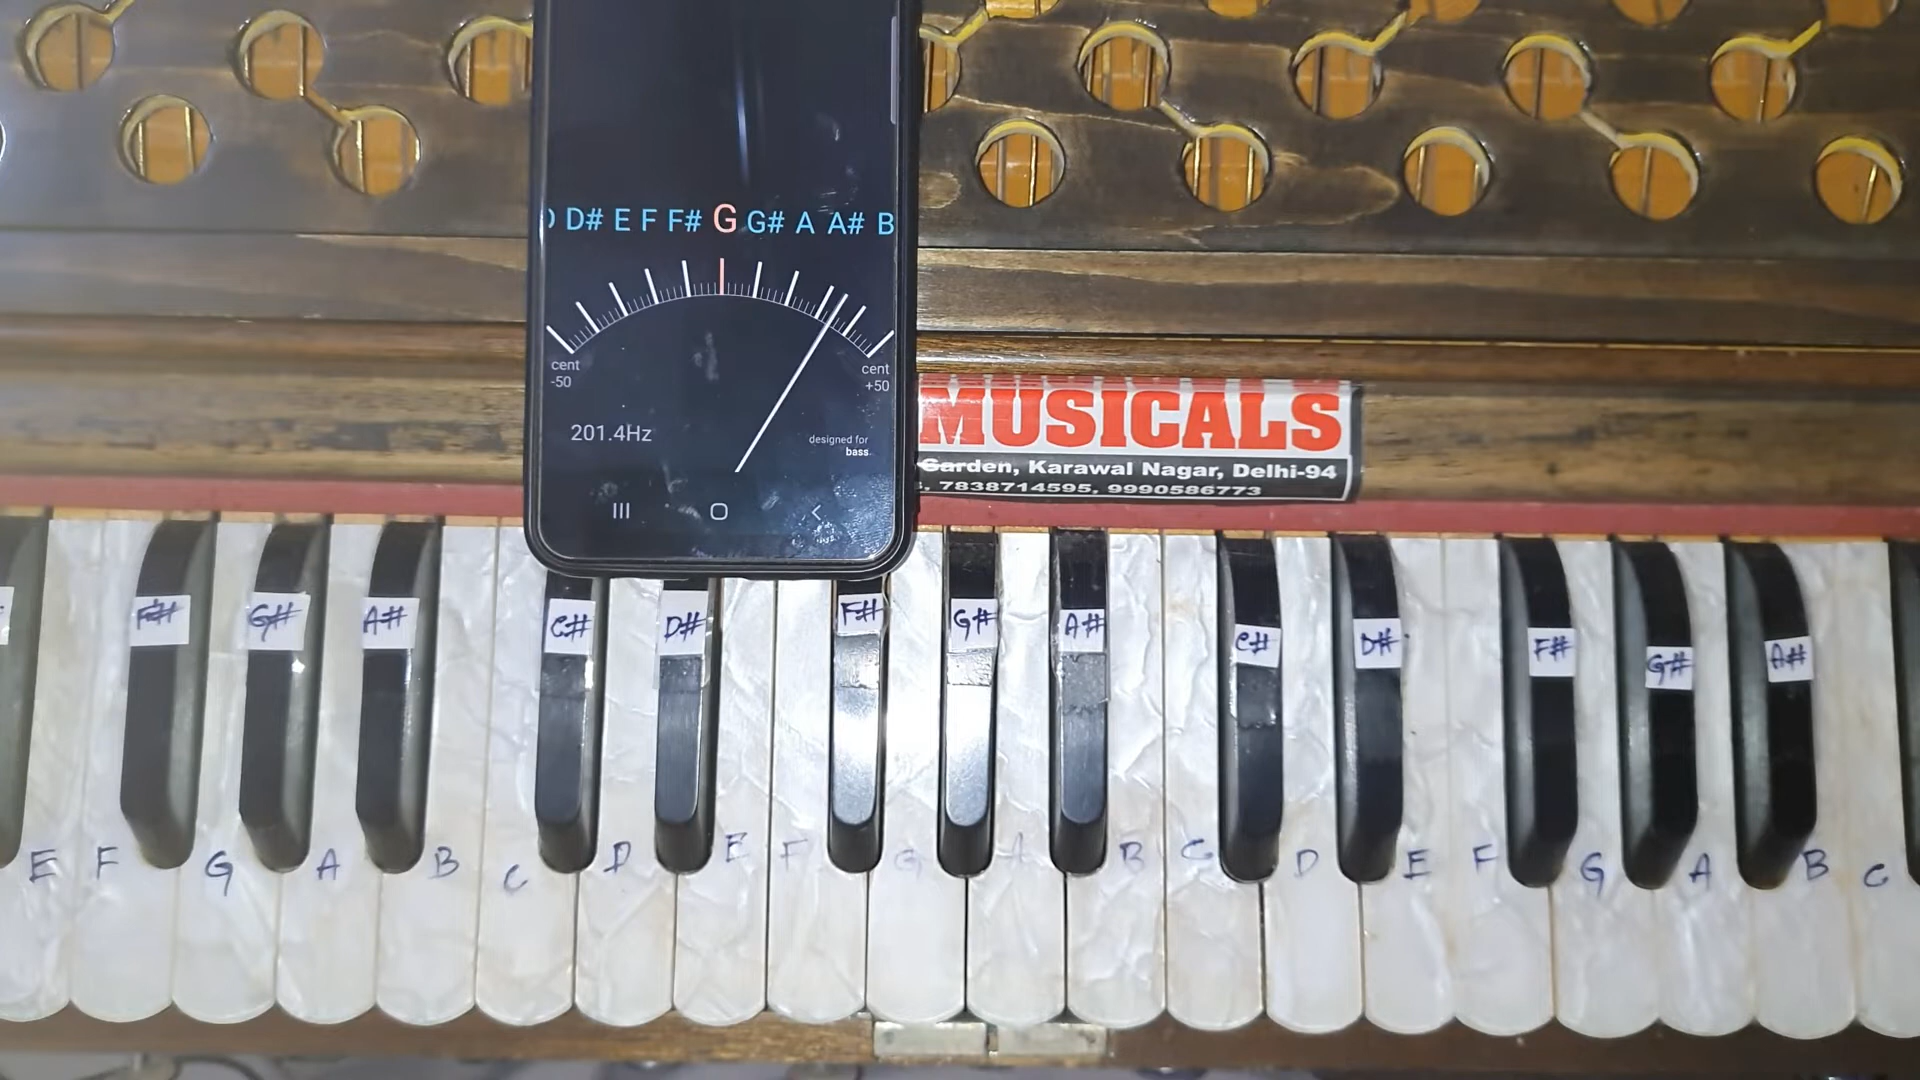 D# E F F# G G# A A# B
cent
-50
cent
+50
201.4Hz
designed for
bass
MUSICALS
Garden, Karawal Nagar, Delhi-94
7838714595, 9990586773
F# G# A# C# D# F# G# A# C# D# F# G# A#
E F G A B C D E F G A B C D E F G A B C